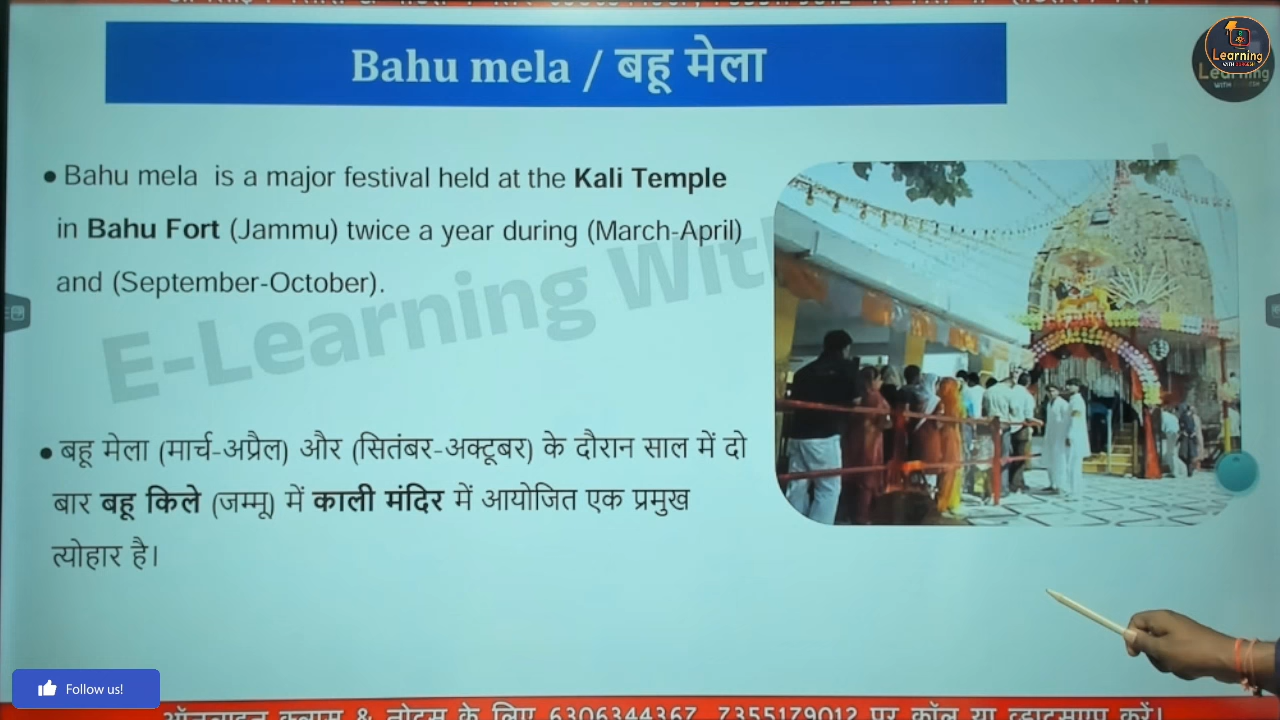 Learning
Bahu mela / बहू मेला
• Bahu mela is a major festival held at the Kali Temple
in Bahu Fort (Jammu) twice a year during (March-April)
and (September-October).
E-Learning Wit
• बहू मेला (मार्च-अप्रैल) और (सितंबर-अक्टूबर) के दौरान साल में दो
बार बहू किले (जम्मू) में काली मंदिर में आयोजित एक प्रमुख
त्योहार है।
Follow us!
ऑनलाइन क्लास & नोट्स के लिए 6306344367, 7355179012 पर कॉल या व्हाट्सएप करें।